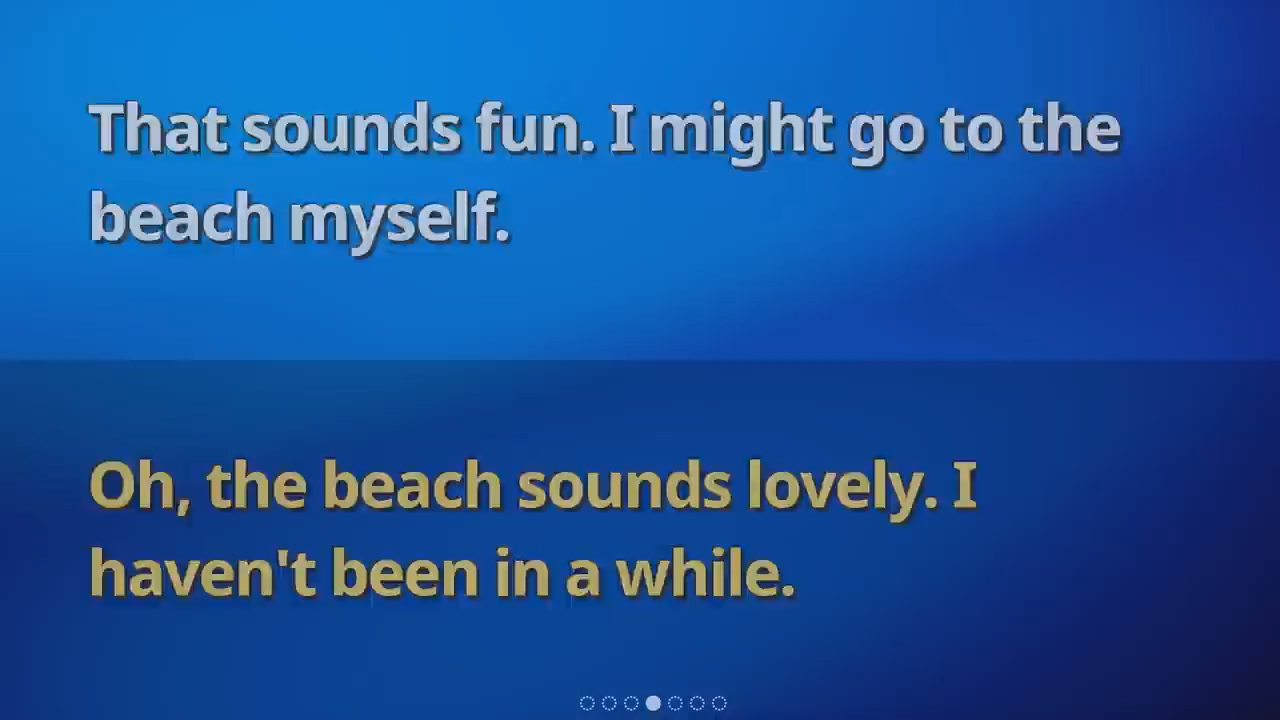 That sounds fun. I might go to the
beach myself.
Oh, the beach sounds lovely. I
haven't been in a while.